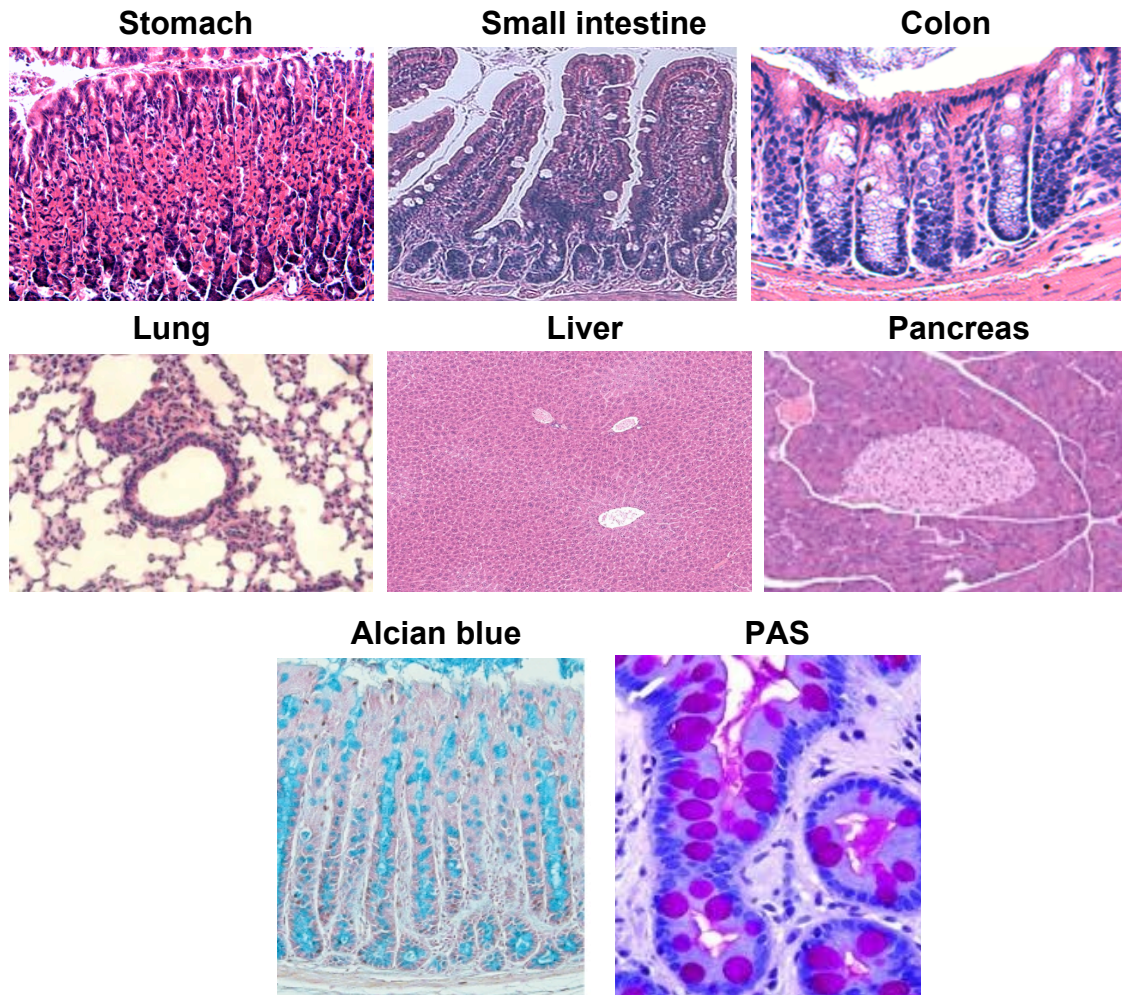 Stomach
Small intestine
Colon
Lung
Liver
Pancreas
Alcian blue
PAS